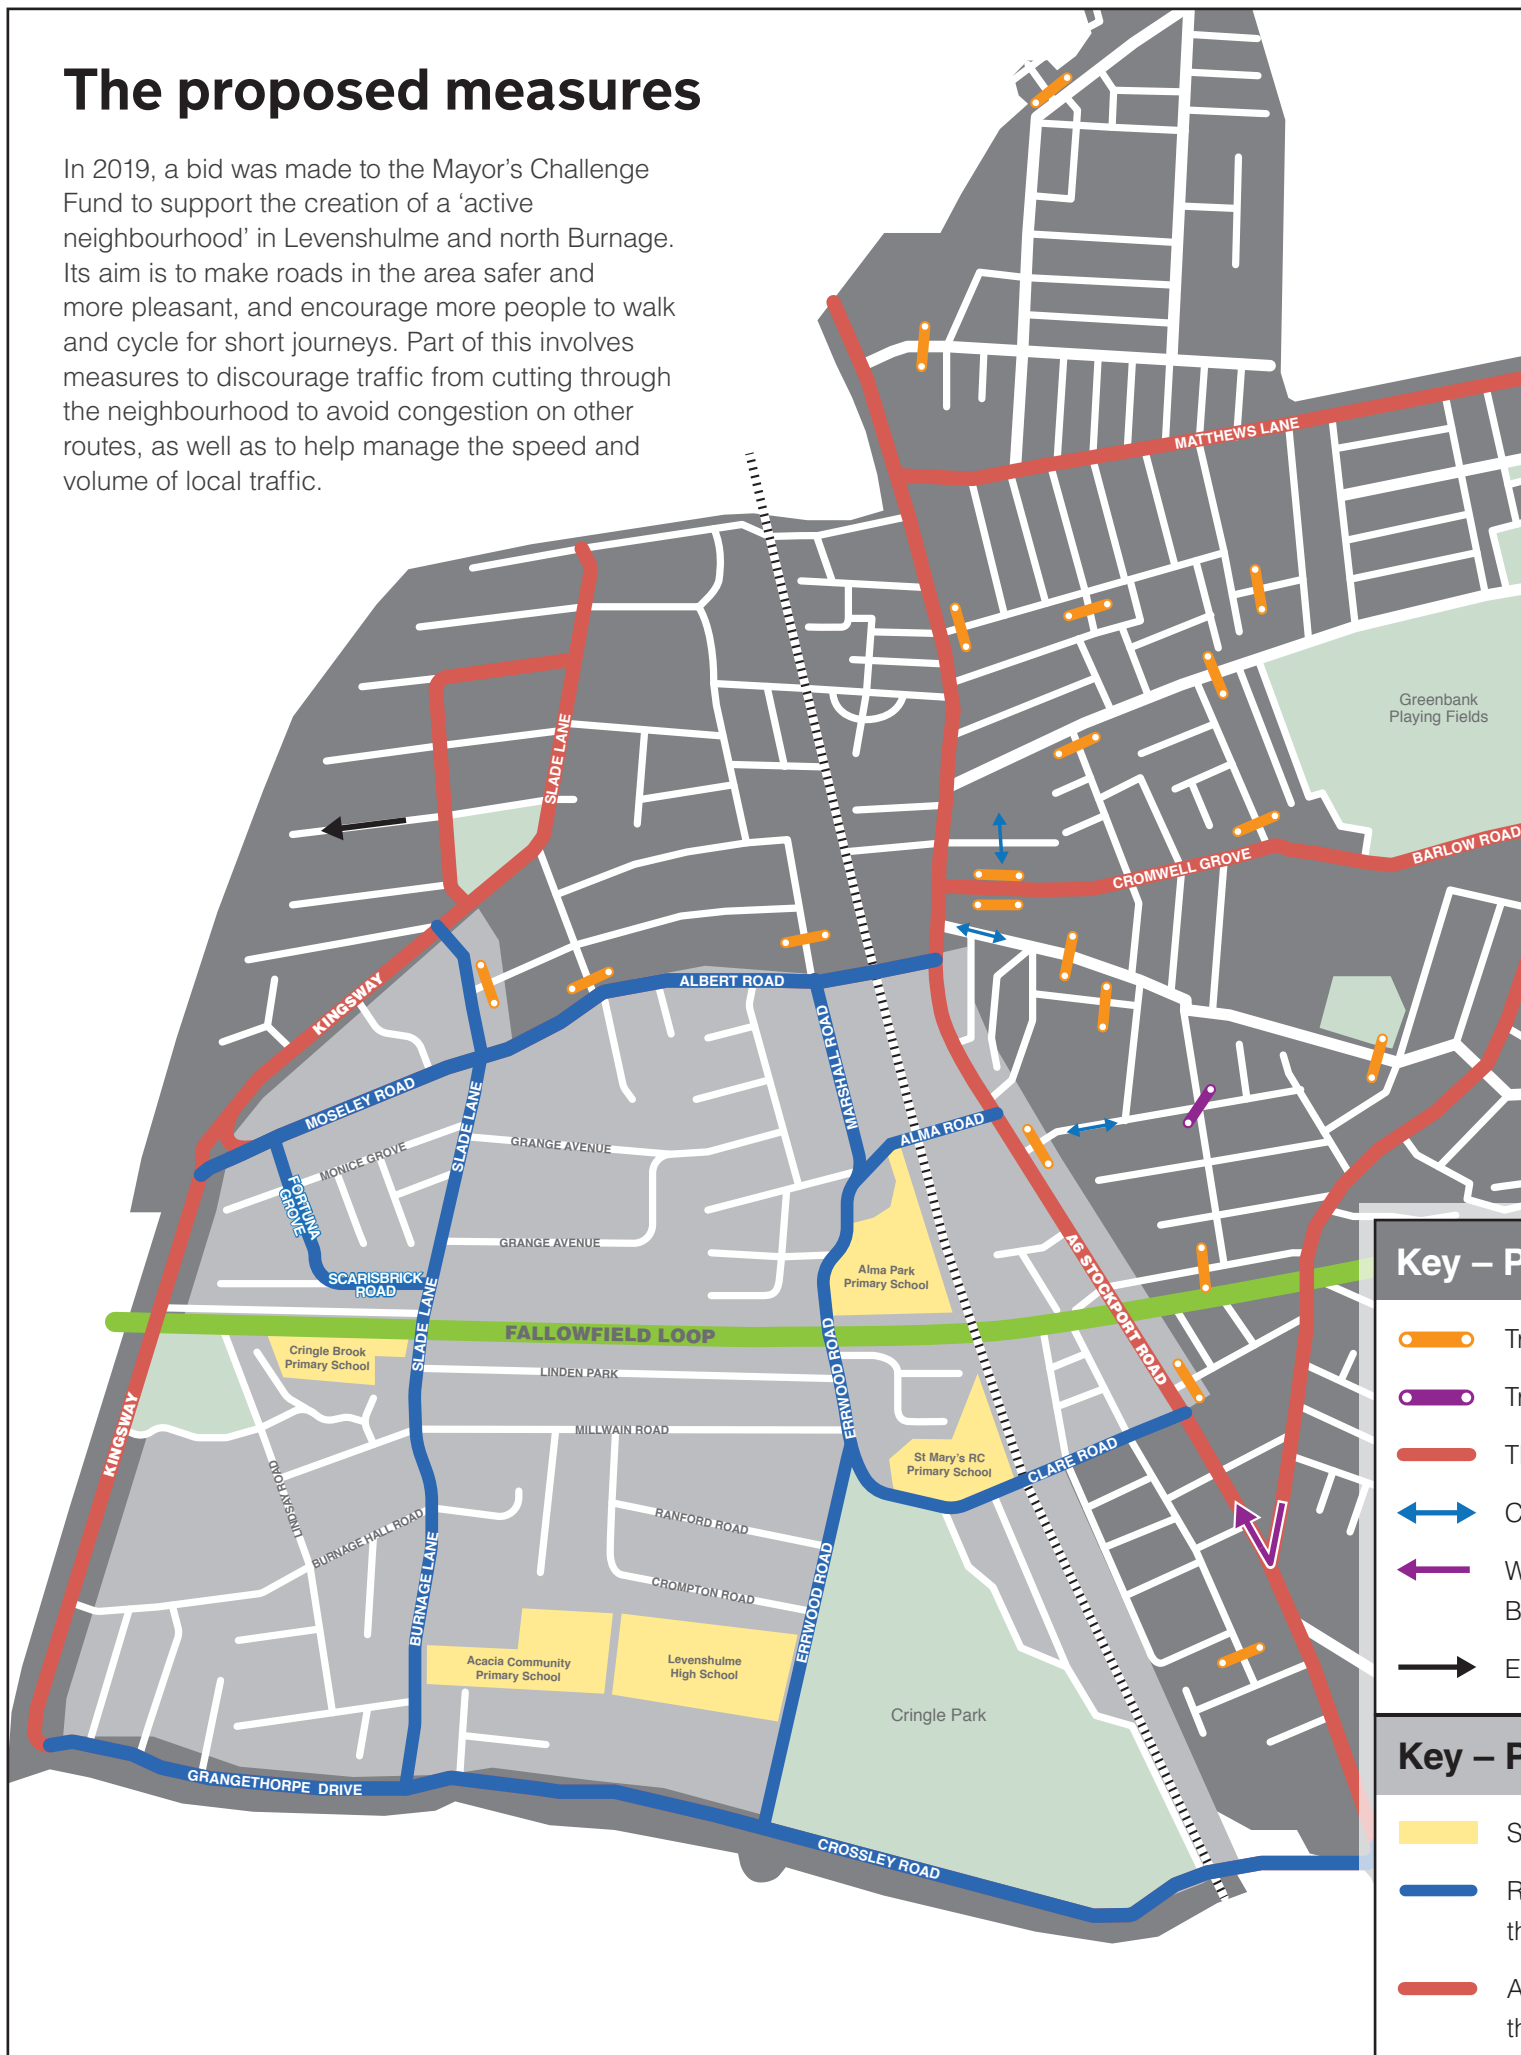 The proposed measures
In 2019, a bid was made to the Mayor’s Challenge
Fund to support the creation of a ‘active
neighbourhood’ in Levenshulme and north Burnage.
Its aim is to make roads in the area safer and
more pleasant, and encourage more people to walk
and cycle for short journeys. Part of this involves
measures to discourage traffic from cutting through
the neighbourhood to avoid congestion on other
routes, as well as to help manage the speed and
volume of local traffic.
MATTHEWS LANE
Greenbank
Playing Fields
SLADE LANE
CROMWELL GROVE
BARLOW ROAD
KINGSWAY
ALBERT ROAD
MARSHALL ROAD
MOSELEY ROAD
SLADE LANE
ALMA ROAD
GRANGE AVENUE
MONICE GROVE
FORTUNA
GROVE
GRANGE AVENUE
A6 STOCKPORT ROAD
Alma Park
Primary School
SCARISBRICK
ROAD
SLADE LANE
FALLOWFIELD LOOP
ERRWOOD ROAD
Cringle Brook
Primary School
LINDEN PARK
KINGSWAY
MILLWAIN ROAD
St Mary’s RC
Primary School
CLARE ROAD
LINDSAY ROAD
BURNAGE HALL ROAD
RANFORD ROAD
BURNAGE LANE
CROMPTON ROAD
ERRWOOD ROAD
Acacia Community
Primary School
Levenshulme
High School
Cringle Park
GRANGETHORPE DRIVE
CROSSLEY ROAD
Key – P
Tr
Tr
T
C
W
B
E
Key – P
S
R
th
A
th